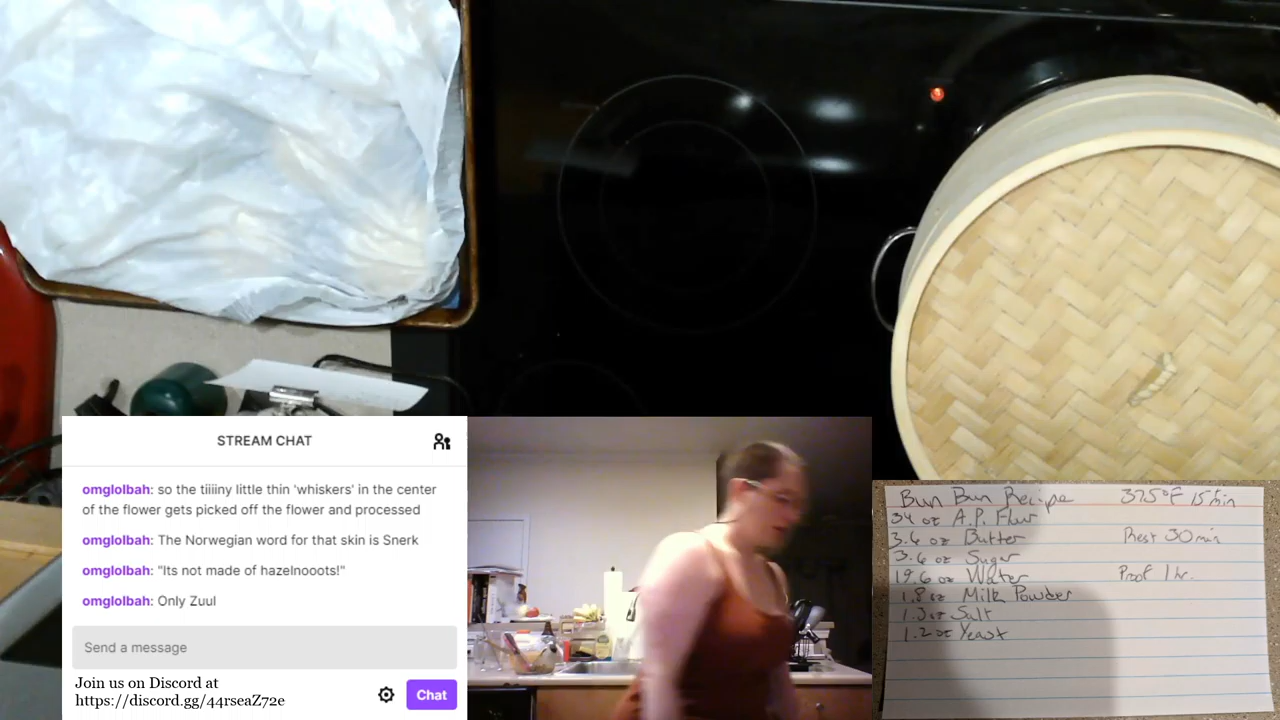 STREAM CHAT
omglolbah: so the tiiiiny little thin 'whiskers' in the center
of the flower gets picked off the flower and processed
omglolbah: The Norwegian word for that skin is Snerk
omglolbah: "Its not made of hazelnooots!"
omglolbah: Only Zuul
Send a message
Join us on Discord at
https://discord.gg/44rseaZ72e
Chat
Bun Bun Recipe 375°F 15 min
34 oz A.P. Flour
3.6 oz Butter Rest 30 min
3.6 oz Sugar
19.6 oz Water Proof 1 hr.
1.8 oz Milk Powder
1.3 oz Salt
1.2 oz Yeast